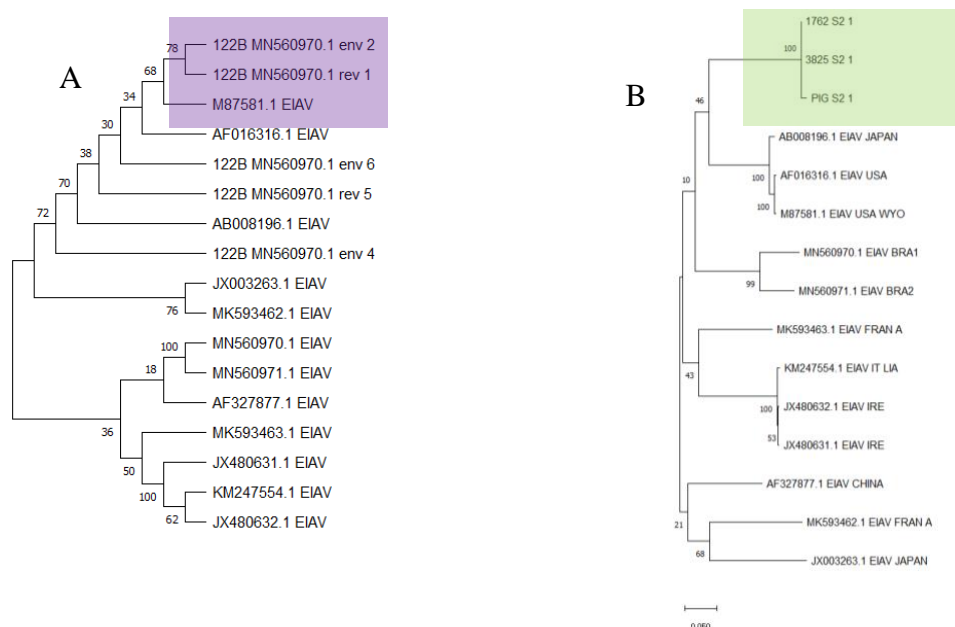 A
78
122B MN560970.1 env 2
122B MN560970.1 rev 1
68
M87581.1 EIAV
34
AF016316.1 EIAV
30
122B MN560970.1 env 6
38
122B MN560970.1 rev 5
70
AB008196.1 EIAV
72
122B MN560970.1 env 4
JX003263.1 EIAV
76
MK593462.1 EIAV
100
MN560970.1 EIAV
MN560971.1 EIAV
18
AF327877.1 EIAV
36
MK593463.1 EIAV
50
JX480631.1 EIAV
100
KM247554.1 EIAV
62
JX480632.1 EIAV
B
1762 S2 1
100
3825 S2 1
PIG S2 1
46
AB008196.1 EIAV JAPAN
100
AF016316.1 EIAV USA
100
M87581.1 EIAV USA WYO
10
MN560970.1 EIAV BRA1
99
MN560971.1 EIAV BRA2
MK593463.1 EIAV FRAN A
43
KM247554.1 EIAV IT LIA
100
JX480632.1 EIAV IRE
53
JX480631.1 EIAV IRE
AF327877.1 EIAV CHINA
21
MK593462.1 EIAV FRAN A
68
JX003263.1 EIAV JAPAN
0.050